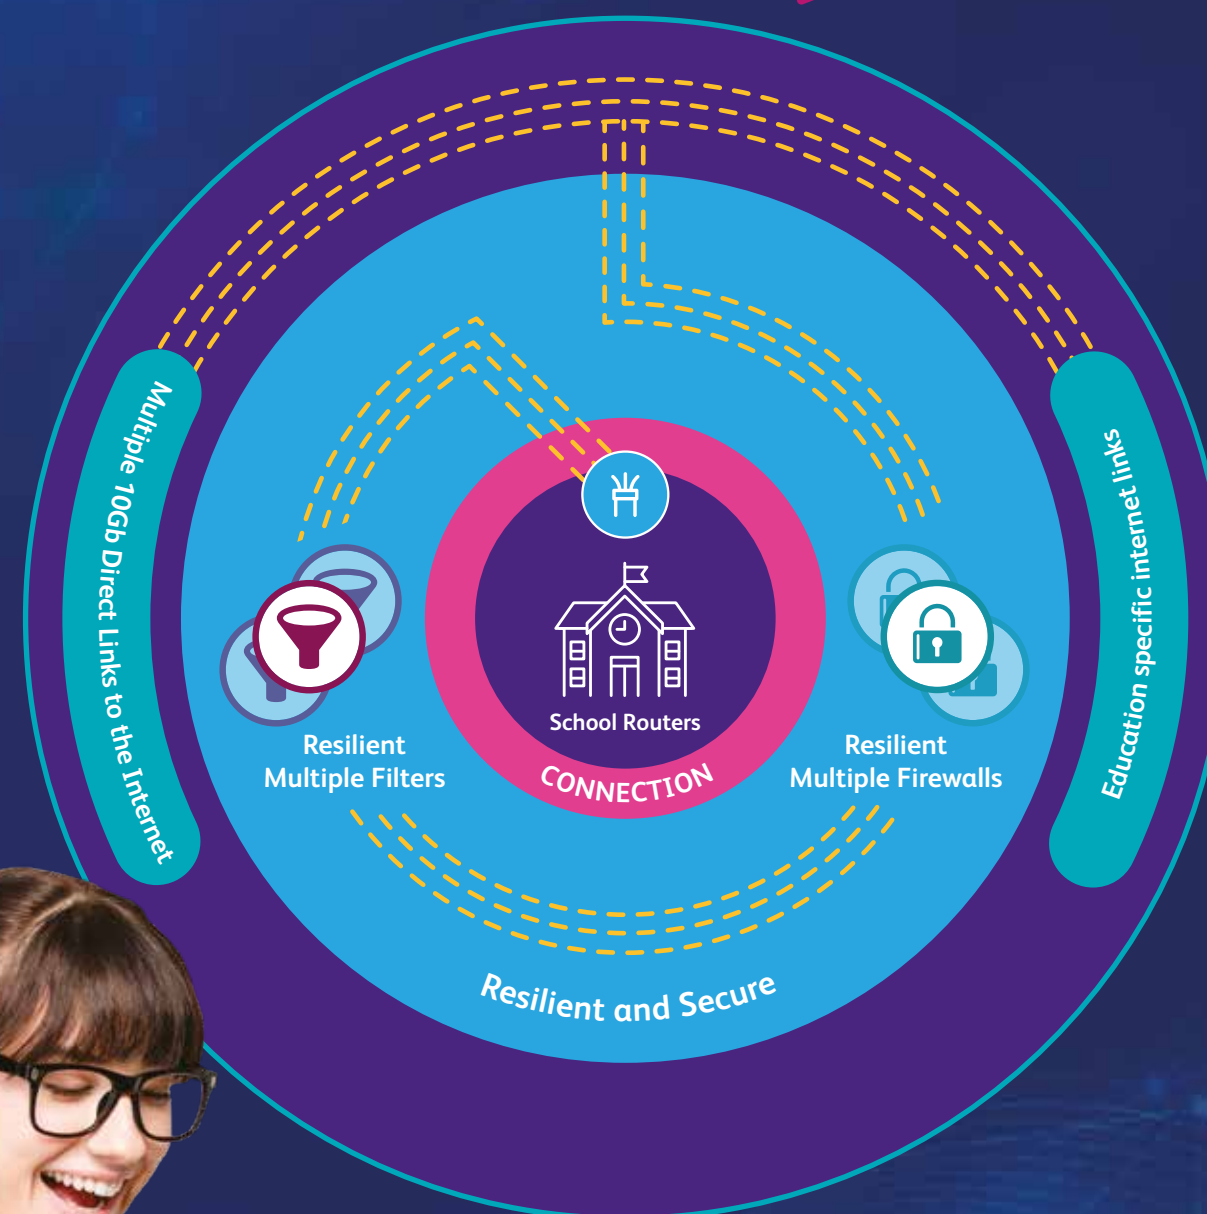 Multiple 10Gb Direct Links to the Internet
Education specific internet links
School Routers
CONNECTION
Resilient
Multiple Filters
Resilient
Multiple Firewalls
Resilient and Secure